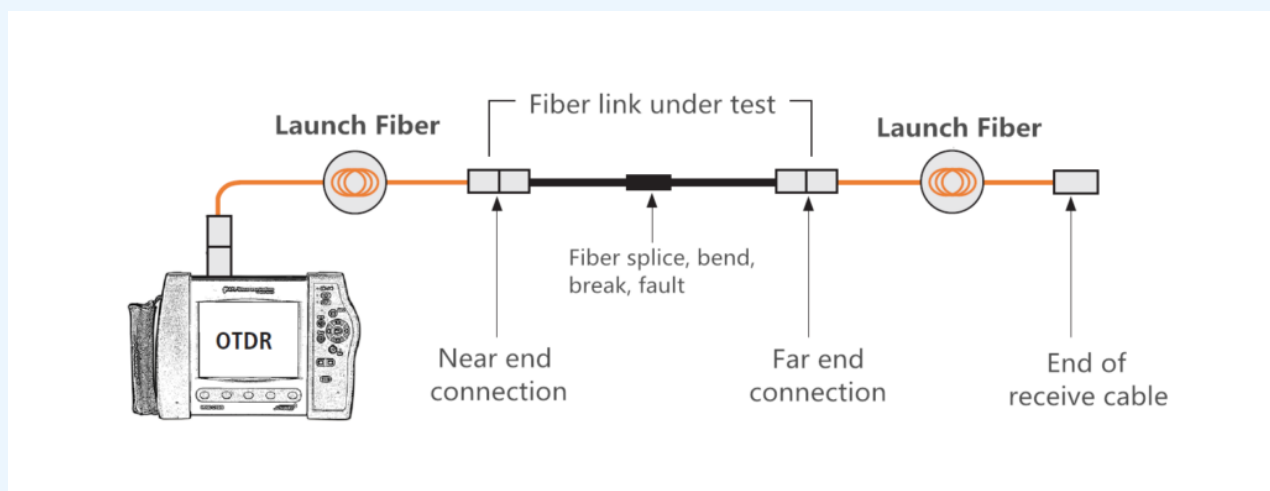 Fiber link under test
Launch Fiber
Launch Fiber
Fiber splice, bend,
break, fault
OTDR
Near end
connection
Far end
connection
End of
receive cable